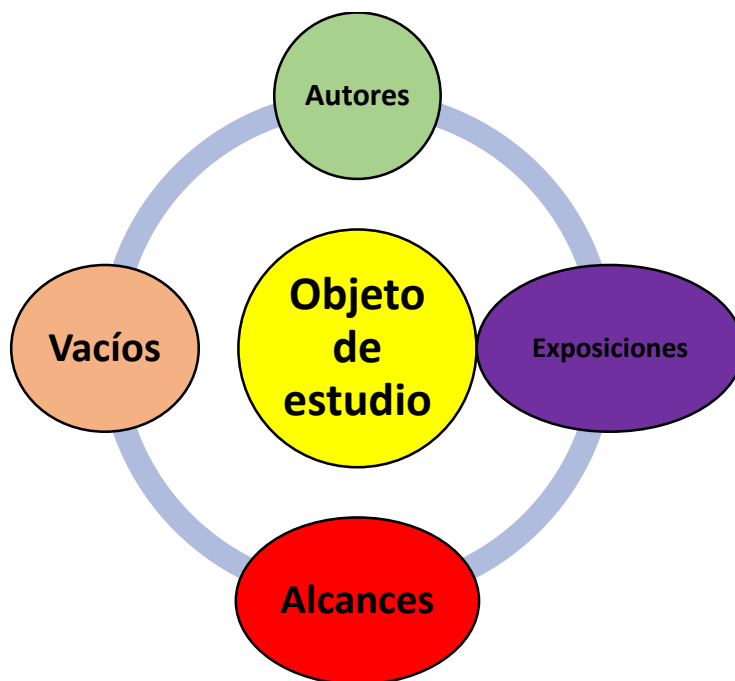 Autores
Objeto
de
estudio
Vacíos
Exposiciones
Alcances